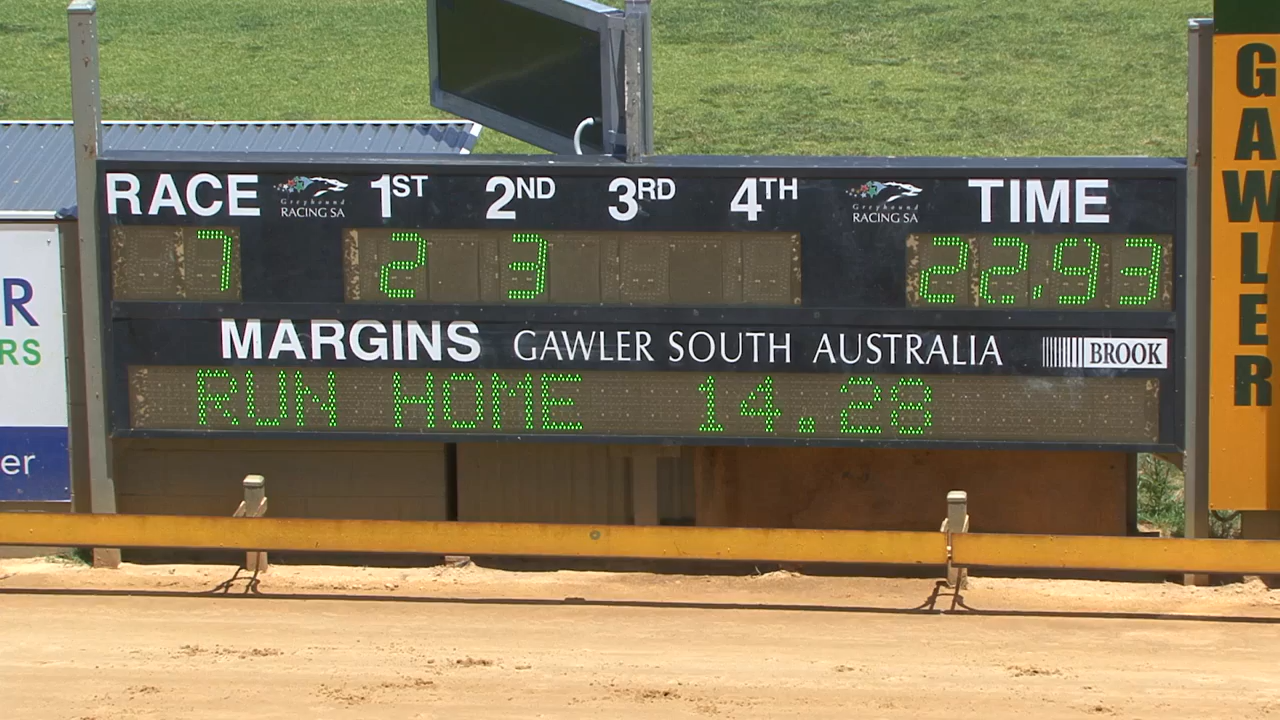 RACE Greyhound RACING SA 1ST 2ND 3RD 4TH Greyhound RACING SA TIME
7 2 3 22.93
MARGINS GAWLER SOUTH AUSTRALIA BROOK
RUN HOME 14.28
GAWLER
R
RS
er